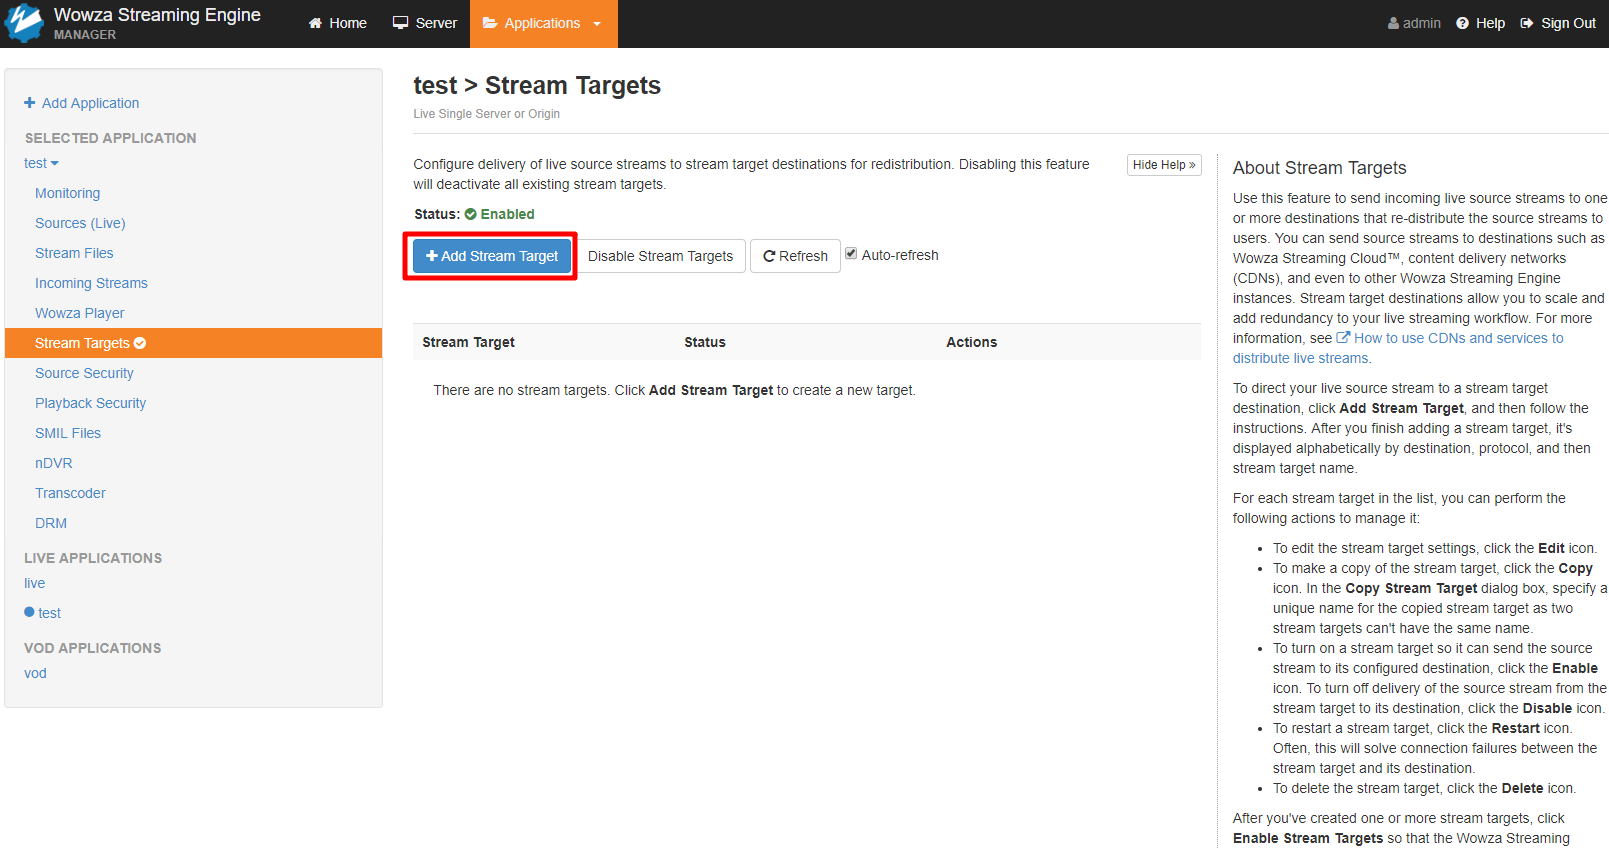 Wowza Streaming Engine
MANAGER
Home
Server
Applications
admin
Help
Sign Out
Add Application
SELECTED APPLICATION
test
Monitoring
Sources (Live)
Stream Files
Incoming Streams
Wowza Player
Stream Targets
Source Security
Playback Security
SMIL Files
nDVR
Transcoder
DRM
LIVE APPLICATIONS
live
test
VOD APPLICATIONS
vod
test > Stream Targets
Live Single Server or Origin
Configure delivery of live source streams to stream target destinations for redistribution. Disabling this feature
will deactivate all existing stream targets.
Hide Help »
Status: Enabled
Add Stream Target
Disable Stream Targets
Refresh
Auto-refresh
Stream Target Status Actions
There are no stream targets. Click Add Stream Target to create a new target.
About Stream Targets
Use this feature to send incoming live source streams to one
or more destinations that re-distribute the source streams to
users. You can send source streams to destinations such as
Wowza Streaming Cloud™, content delivery networks
(CDNs), and even to other Wowza Streaming Engine
instances. Stream target destinations allow you to scale and
add redundancy to your live streaming workflow. For more
information, see How to use CDNs and services to
distribute live streams.
To direct your live source stream to a stream target
destination, click Add Stream Target, and then follow the
instructions. After you finish adding a stream target, it's
displayed alphabetically by destination, protocol, and then
stream target name.
For each stream target in the list, you can perform the
following actions to manage it:
• To edit the stream target settings, click the Edit icon.
• To make a copy of the stream target, click the Copy
icon. In the Copy Stream Target dialog box, specify a
unique name for the copied stream target as two
stream targets can't have the same name.
• To turn on a stream target so it can send the source
stream to its configured destination, click the Enable
icon. To turn off delivery of the source stream from the
stream target to its destination, click the Disable icon.
• To restart a stream target, click the Restart icon.
Often, this will solve connection failures between the
stream target and its destination.
• To delete the stream target, click the Delete icon.
After you've created one or more stream targets, click
Enable Stream Targets so that the Wowza Streaming